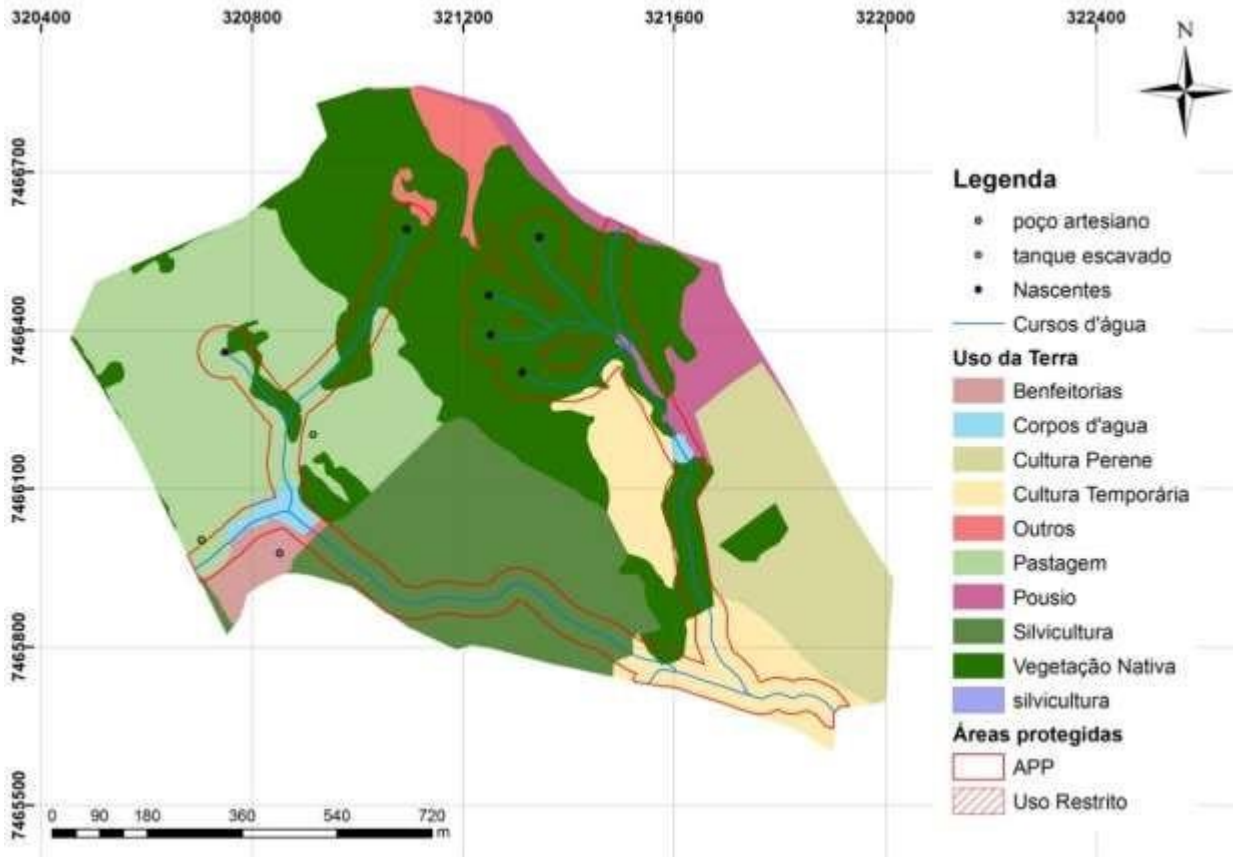 320400 320800 321200 321600 322000 322400
N
7466700
7466400
7466100
7465800
7465500
Legenda
poço artesiano
tanque escavado
Nascentes
Cursos d'água
Uso da Terra
Benfeitorias
Corpos d'agua
Cultura Perene
Cultura Temporária
Outros
Pastagem
Pousio
Silvicultura
Vegetação Nativa
silvicultura
Áreas protegidas
APP
Uso Restrito
0 90 180 360 540 720
m